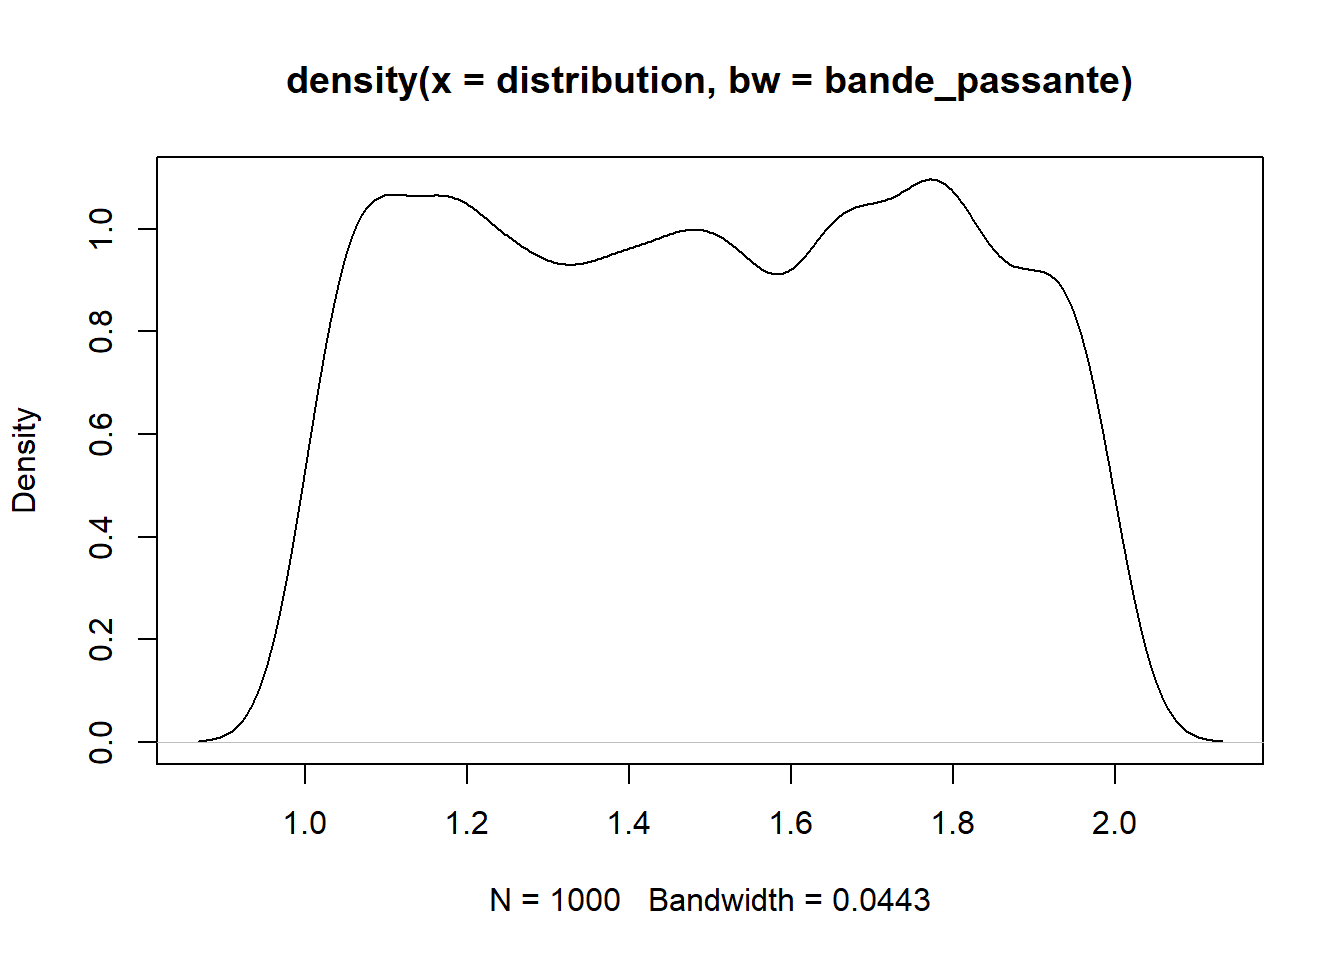 density(x = distribution, bw = bande_passante)
Density
0.0
0.2
0.4
0.6
0.8
1.0
1.0 1.2 1.4 1.6 1.8 2.0
N = 1000 Bandwidth = 0.0443